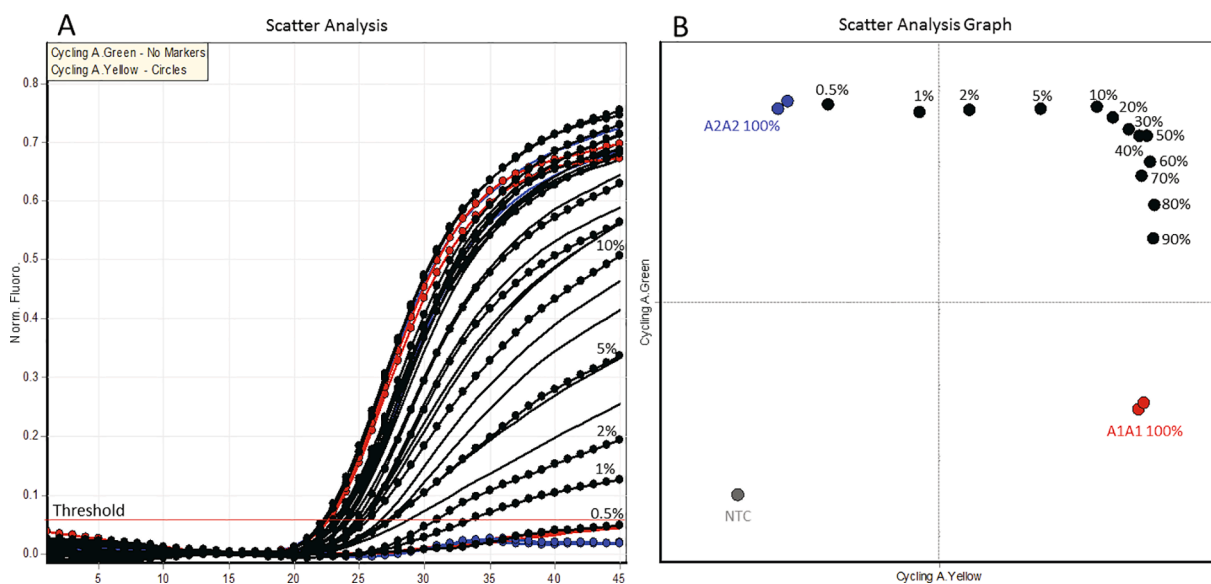 A
Scatter Analysis
Cycling A.Green - No Markers
Cycling A.Yellow - Circles
Norm. Fluoro.
0.8
0.7
0.6
0.5
0.4
0.3
0.2
0.1
0.0
10%
5%
2%
1%
0.5%
Threshold
5
10
15
20
25
30
35
40
45
B
Scatter Analysis Graph
Cycling A.Green
A2A2 100%
0.5%
1%
2%
5%
10%
20%
30%
50%
40%
60%
70%
80%
90%
A1A1 100%
NTC
Cycling A.Yellow